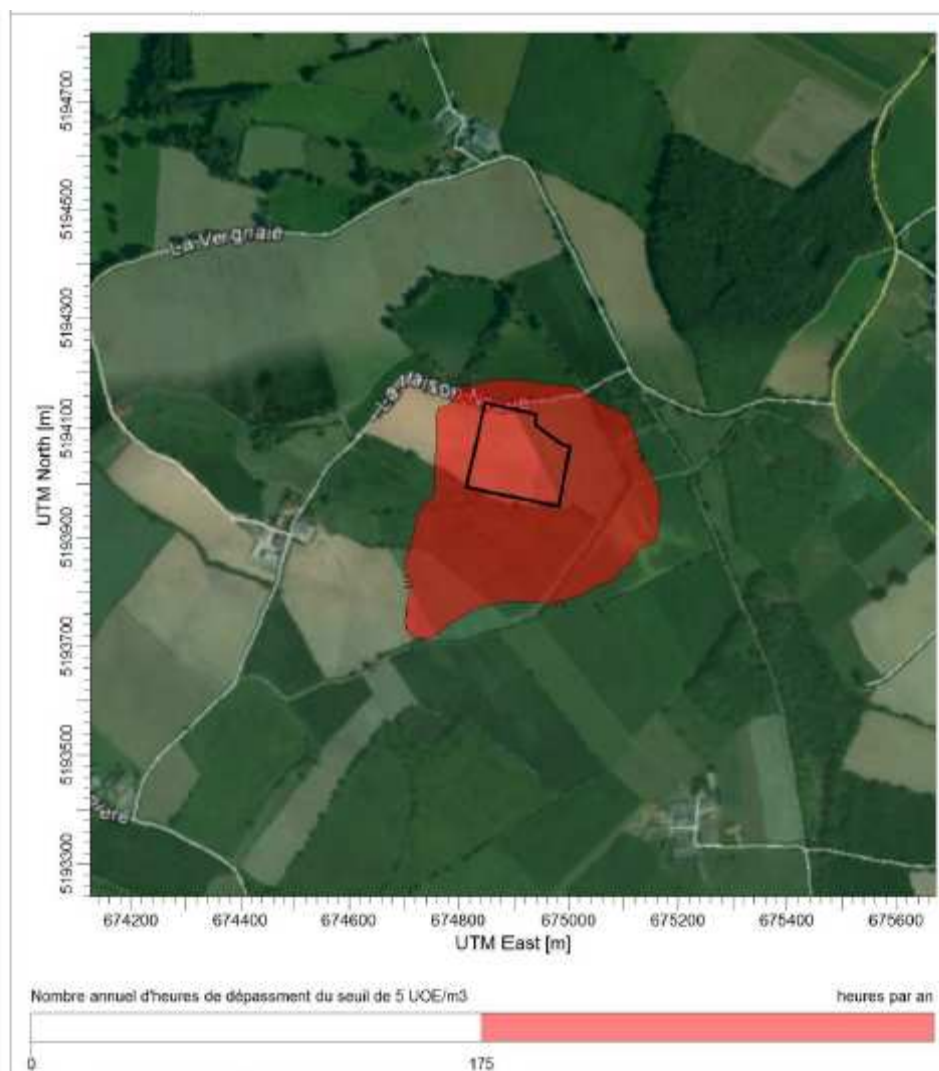 5194700
5194500
La Vergnaie
5194300
La Maison
5194100
UTM North [m]
5193900
5193700
5193500
5193300
674200 674400 674600 674800 675000 675200 675400 675600
UTM East [m]
Nombre annuel d'heures de dépassment du seuil de 5 UOE/m3 heures par an
0 175